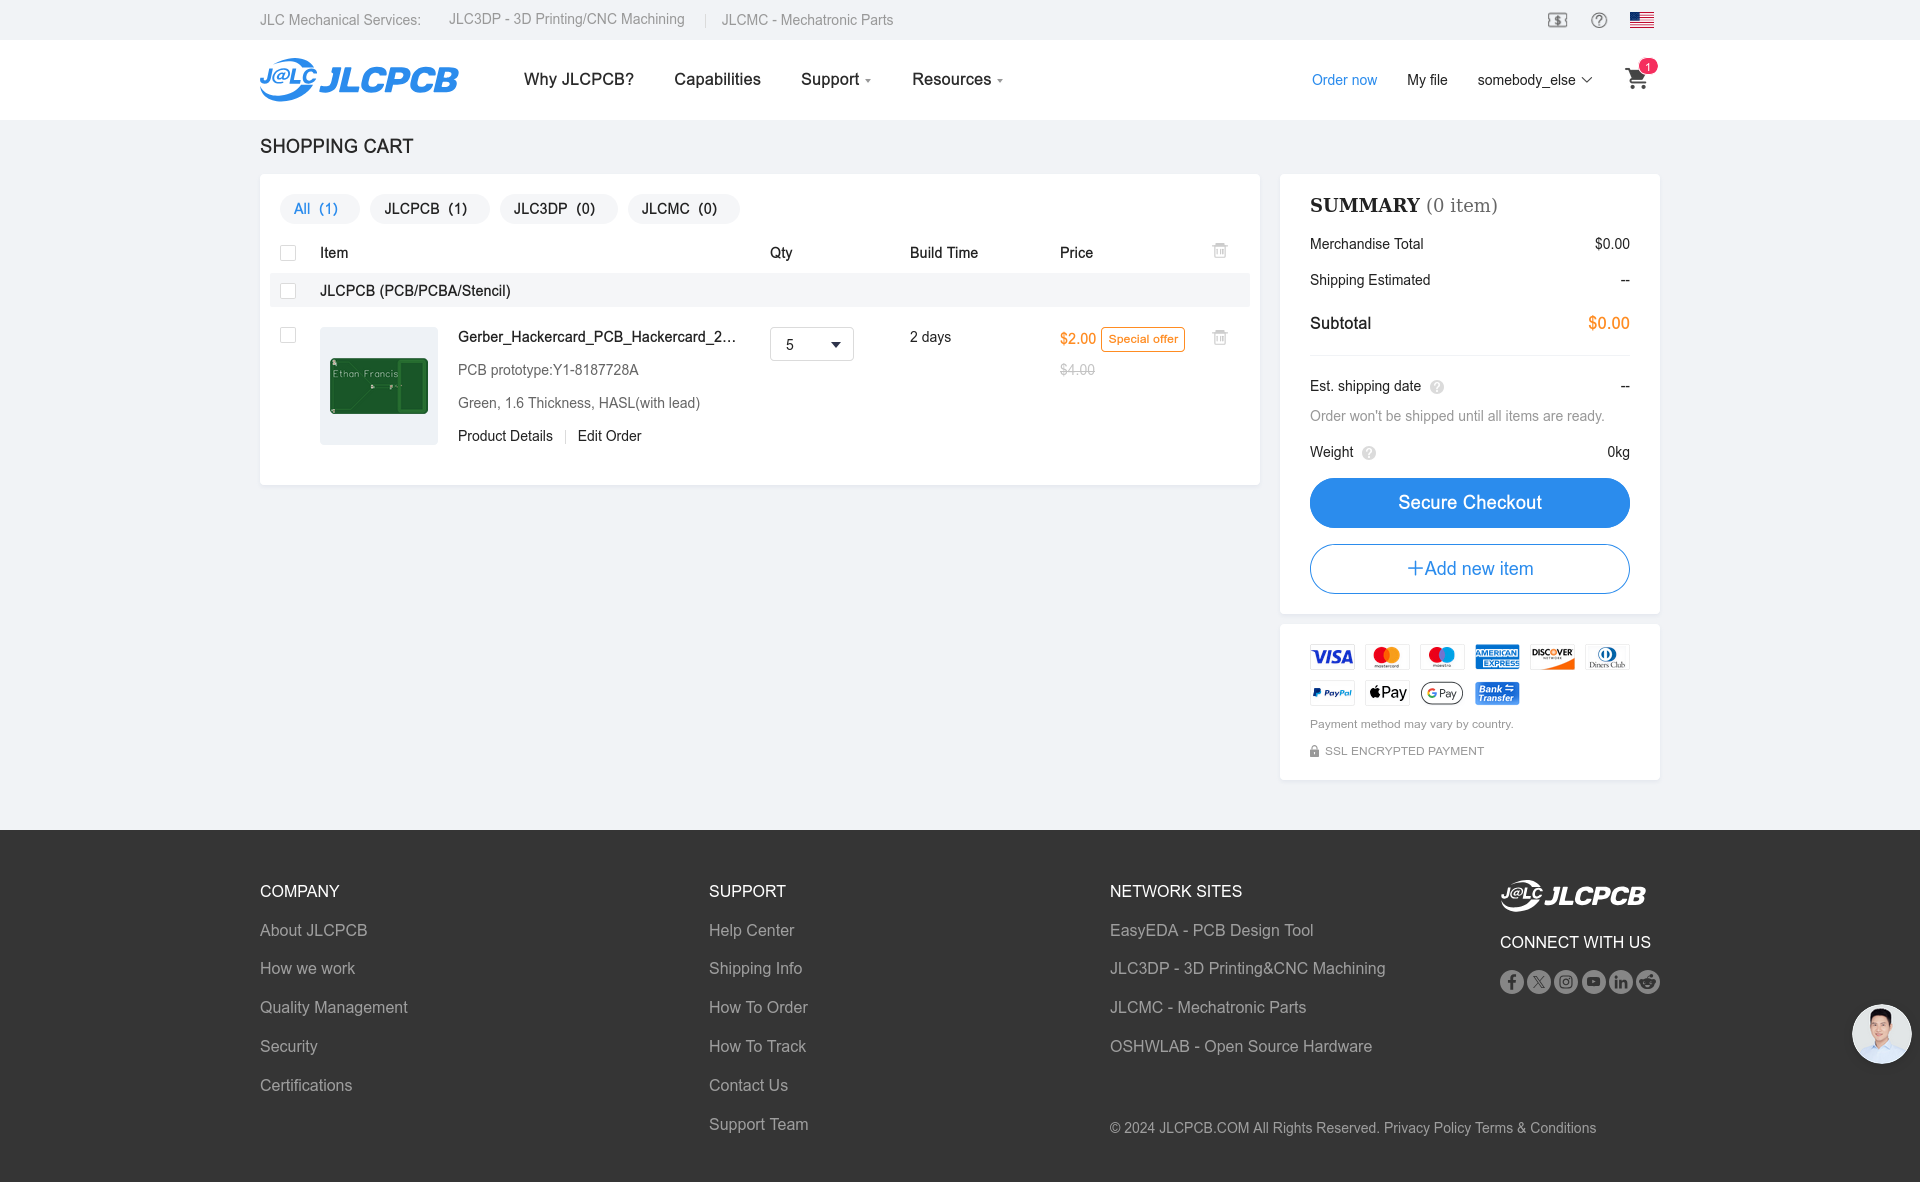 JLC Mechanical Services: JLC3DP - 3D Printing/CNC Machining JLCMC - Mechatronic Parts
J@LC JLCPCB Why JLCPCB? Capabilities Support Resources Order now My file somebody_else 1
SHOPPING CART
All (1) JLCPCB (1) JLC3DP (0) JLCMC (0)
Item Qty Build Time Price
JLCPCB (PCB/PCBA/Stencil)
Gerber_Hackercard_PCB_Hackercard_2... 5 2 days $2.00 Special offer
Ethan Francis
PCB prototype:Y1-8187728A $4.00
Green, 1.6 Thickness, HASL(with lead)
Product Details Edit Order
SUMMARY (0 item)
Merchandise Total $0.00
Shipping Estimated --
Subtotal $0.00
Est. shipping date ? --
Order won't be shipped until all items are ready.
Weight ? 0kg
Secure Checkout
+Add new item
VISA mastercard maestro AMERICAN EXPRESS DISCOVER NETWORK Diners Club
PayPal Pay G Pay Bank Transfer
Payment method may vary by country.
SSL ENCRYPTED PAYMENT
COMPANY
About JLCPCB
How we work
Quality Management
Security
Certifications
SUPPORT
Help Center
Shipping Info
How To Order
How To Track
Contact Us
Support Team
NETWORK SITES
EasyEDA - PCB Design Tool
JLC3DP - 3D Printing&CNC Machining
JLCMC - Mechatronic Parts
OSHWLAB - Open Source Hardware
J@LC JLCPCB
CONNECT WITH US
© 2024 JLCPCB.COM All Rights Reserved. Privacy Policy Terms & Conditions